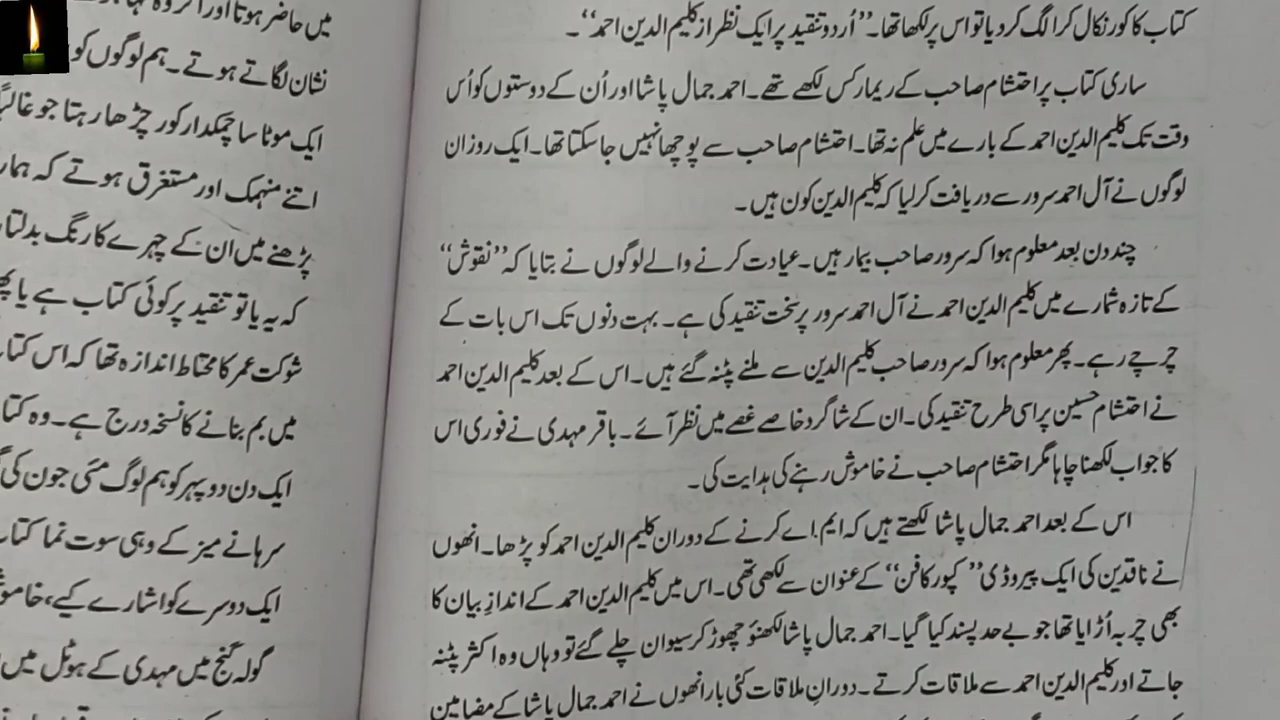 کتاب کا کور نکال کر الگ کر دیا تو اس پر لکھا تھا۔ ’’اُردو تنقید پر ایک نظر از کلیم الدین احمد‘‘۔
ساری کتاب پر احتشام صاحب کے ریمارکس لکھے تھے۔ احمد جمال پاشا اور اُن کے دوستوں کو اُس
وقت تک کلیم الدین احمد کے بارے میں علم نہ تھا۔ احتشام صاحب سے پوچھا نہیں جا سکتا تھا۔ ایک روز ان
لوگوں نے آل احمد سرور سے دریافت کر لیا کہ کلیم الدین کون ہیں۔
چند دن بعد معلوم ہوا کہ سرور صاحب بیمار ہیں۔ عیادت کرنے والے لوگوں نے بتایا کہ ’’نقوش‘‘
کے تازہ شمارے میں کلیم الدین احمد نے آل احمد سرور پر سخت تنقید کی ہے۔ بہت دنوں تک اس بات کے
چرچے رہے۔ پھر معلوم ہوا کہ سرور صاحب کلیم الدین سے ملنے پٹنہ گئے ہیں۔ اس کے بعد کلیم الدین احمد
نے احتشام حسین پر اسی طرح تنقید کی۔ ان کے شاگرد خاصے غصے میں نظر آئے۔ باقر مہدی نے فوری اس
کا جواب لکھنا چاہا مگر احتشام صاحب نے خاموش رہنے کی ہدایت کی۔
اس کے بعد احمد جمال پاشا لکھتے ہیں کہ ایم اے کرنے کے دوران کلیم الدین احمد کو پڑھا۔ انھوں
نے ناقدین کی ایک پیروڈی ’’کپور کا فن‘‘ کے عنوان سے لکھی تھی۔ اس میں کلیم الدین احمد کے اندازِ بیان کا
بھی چربہ اُڑایا تھا جو بے حد پسند کیا گیا۔ احمد جمال پاشا لکھنؤ چھوڑ کر سیوان چلے گئے تو وہاں وہ اکثر پٹنہ
جاتے اور کلیم الدین احمد سے ملاقات کرتے۔ دورانِ ملاقات کئی بار انھوں نے احمد جمال پاشا کے مضامین
میں حاضر ہوتا اور
نشان لگاتے ہوتے۔ ہم لوگوں کو
ایک موٹا سا چمکدار کور چڑھا رہتا جو
اتنے منہمک اور مستغرق ہوتے کہ
پڑھنے میں ان کے چہرے کا رنگ بدلتا
کہ یہ یا تو تنقید پر کوئی کتاب ہے یا
شوکت عمر کا محتاط اندازہ تھا کہ اس
میں بم بنانے کا نسخہ درج ہے۔ وہ
ایک دن دوپہر کو ہم لوگ مئی جون کی
سرہانے میز کے وہی سوت نما
ایک دوسرے کو اشارے کیے،
گولہ گنج میں مہدی کے ہوٹل میں